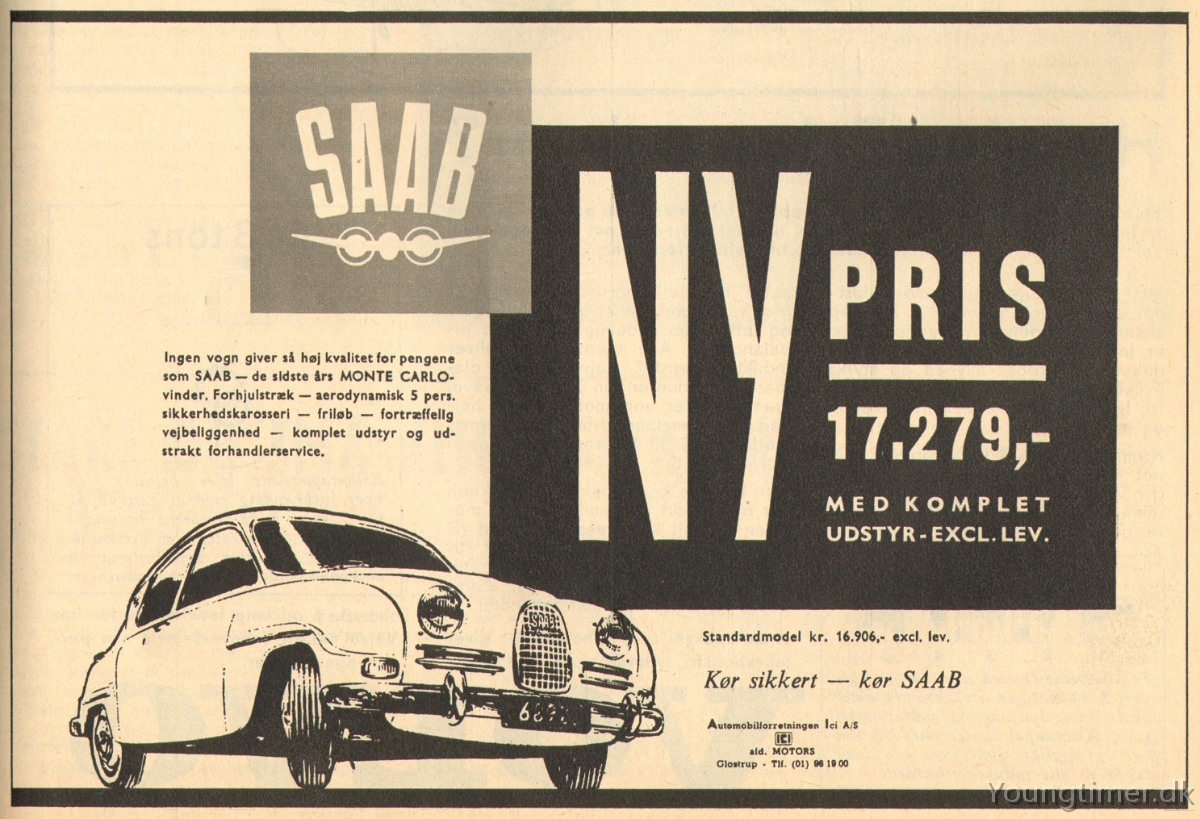 SAAB
NY
PRIS
17.279,-
MED KOMPLET
UDSTYR-EXCL. LEV.
Ingen vogn giver så høj kvalitet for pengene
som SAAB — de sidste års MONTE CARLO-
vinder. Forhjulstræk — aerodynamisk 5 pers.
sikkerhedskarosseri — friløb — fortræffelig
vejbeliggenhed — komplet udstyr og ud-
strakt forhandlerservice.
Standardmodel kr. 16.906,- excl. lev.
Kør sikkert — kør SAAB
Automobilforretningen Ici A/S
ICI
afd. MOTORS
Glostrup - Tlf. (01) 96 19 00
Youngtimer.dk